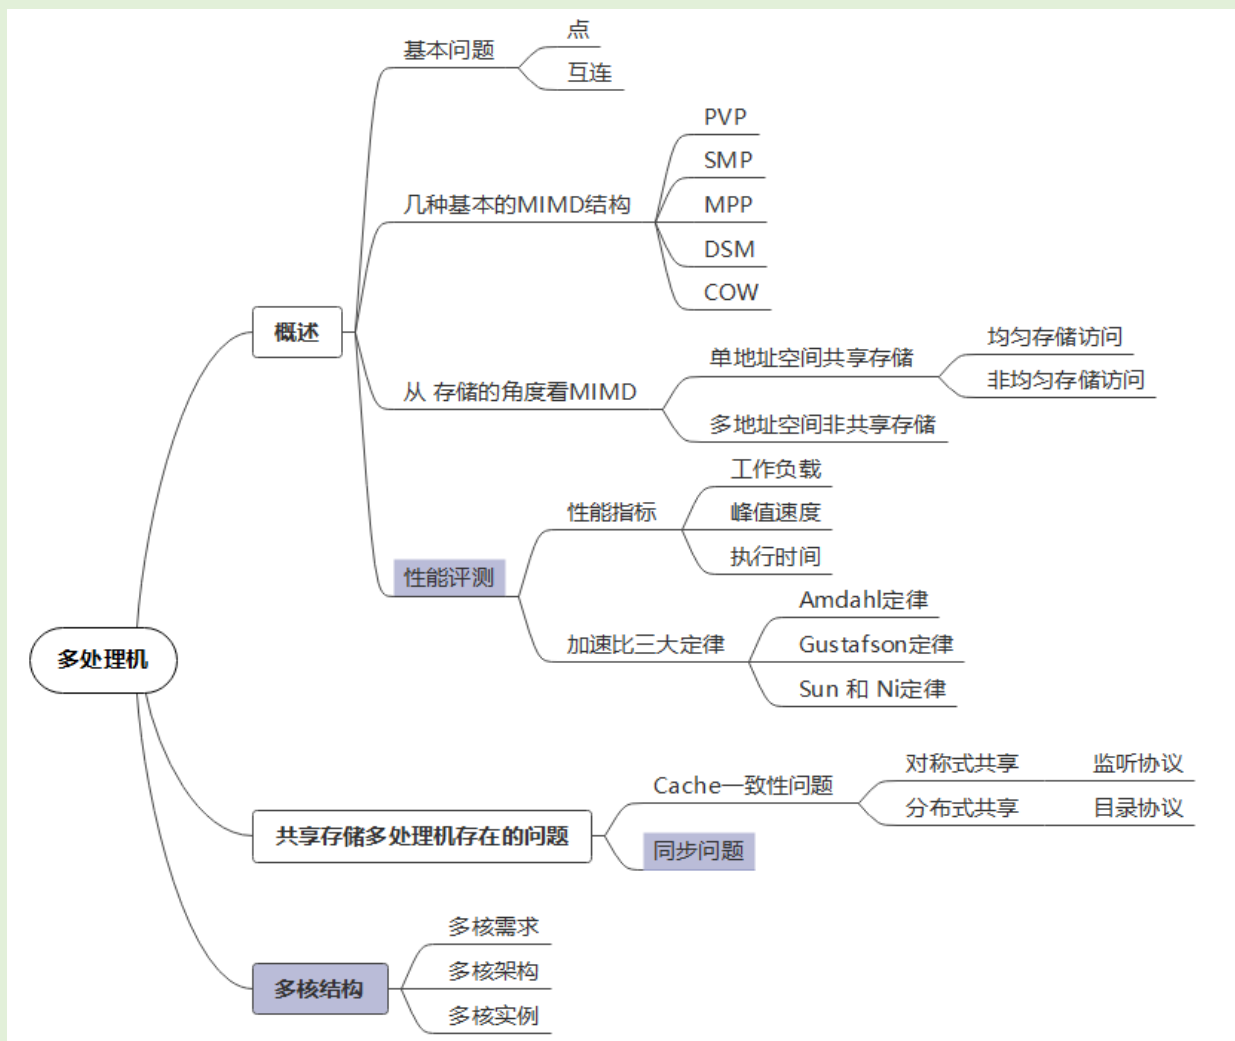 多处理机
概述
基本问题
点
互连
几种基本的MIMD结构
PVP
SMP
MPP
DSM
COW
从 存储的角度看MIMD
单地址空间共享存储
均匀存储访问
非均匀存储访问
多地址空间非共享存储
性能评测
性能指标
工作负载
峰值速度
执行时间
加速比三大定律
Amdahl定律
Gustafson定律
Sun 和 Ni定律
共享存储多处理机存在的问题
Cache一致性问题
对称式共享
监听协议
分布式共享
目录协议
同步问题
多核结构
多核需求
多核架构
多核实例